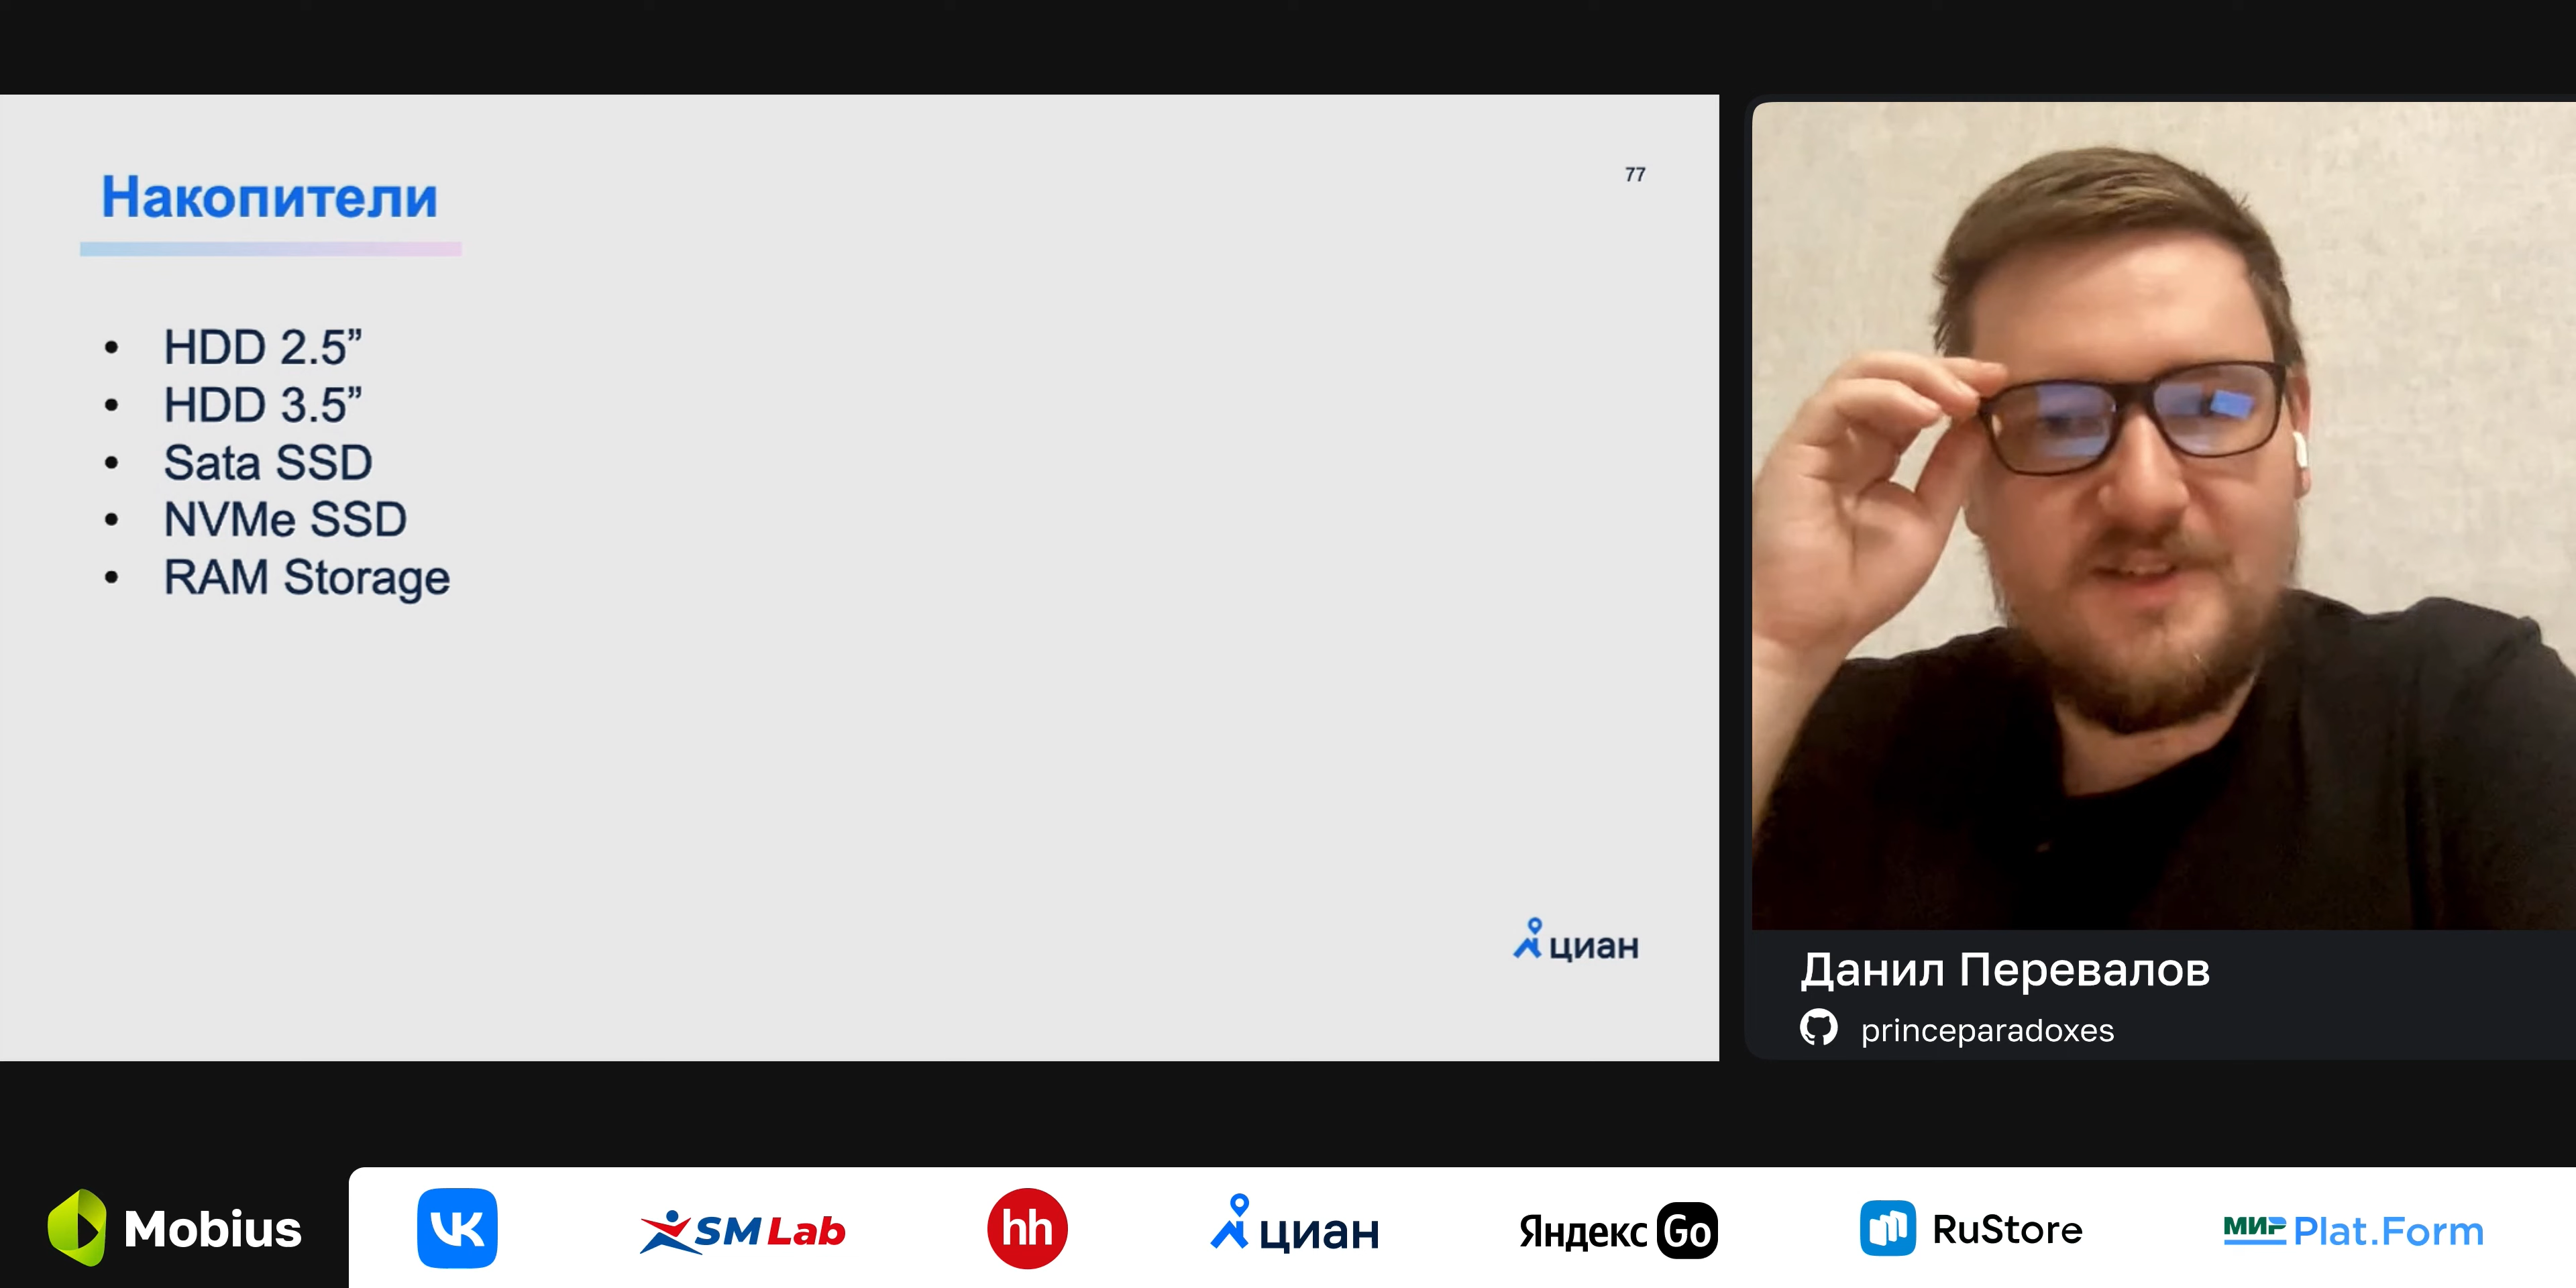 Накопители
77
• HDD 2.5”
• HDD 3.5”
• Sata SSD
• NVMe SSD
• RAM Storage
циан
Данил Перевалов
princeparadoxes
Mobius
VK
SM Lab
hh
циан
Яндекс Go
RuStore
МИР Plat.Form